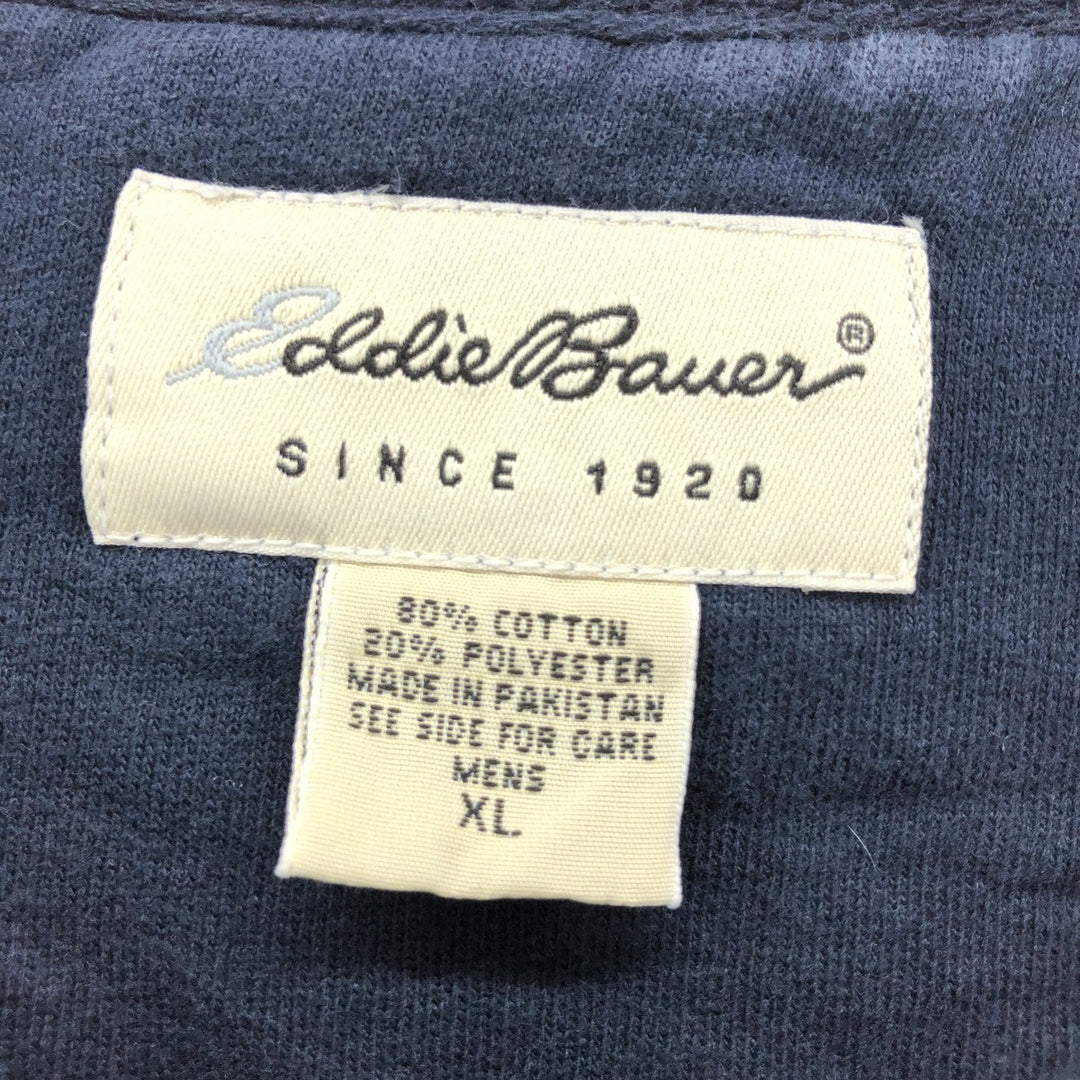 Eddie Bauer®
SINCE 1920
80% COTTON
20% POLYESTER
MADE IN PAKISTAN
SEE SIDE FOR CARE
MENS
XL